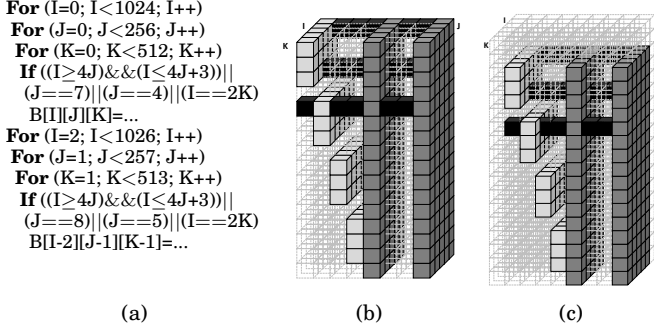 For (I=0; I<1024; I++)
For (J=0; J<256; J++)
For (K=0; K<512; K++)
If ((I≥4J)&&(I≤4J+3))||
(J==7)||(J==4)||(I==2K)
B[I][J][K]=...
For (I=2; I<1026; I++)
For (J=1; J<257; J++)
For (K=1; K<513; K++)
If ((I≥4J)&&(I≤4J+3))||
(J==8)||(J==5)||(I==2K)
B[I-2][J-1][K-1]=...
I
J
K
I
K
(a)
(b)
(c)